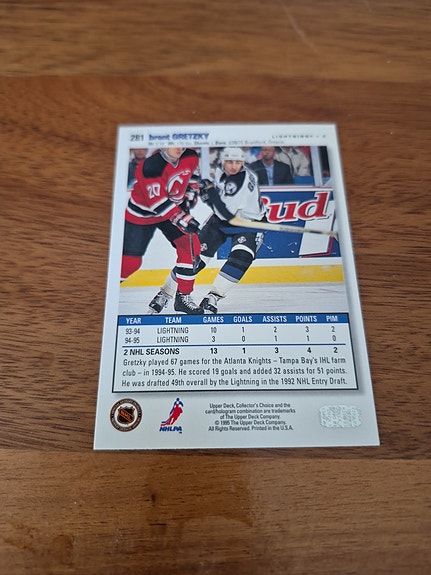 281 Brent GRETZKY LIGHTNING • C
20
Bud
YEAR TEAM GAMES GOALS ASSISTS POINTS PIM
93-94 LIGHTNING 10 1 2 3 2
94-95 LIGHTNING 3 0 1 1 0
2 NHL SEASONS 13 1 3 4 2
Gretzky played 67 games for the Atlanta Knights – Tampa Bay's IHL farm
club – in 1994-95. He scored 19 goals and added 32 assists for 51 points.
He was drafted 49th overall by the Lightning in the 1992 NHL Entry Draft.
NHLPA
Upper Deck, Collector's Choice and the
card/hologram combination are trademarks
of The Upper Deck Company.
© 1995 The Upper Deck Company.
All Rights Reserved. Printed in the U.S.A.